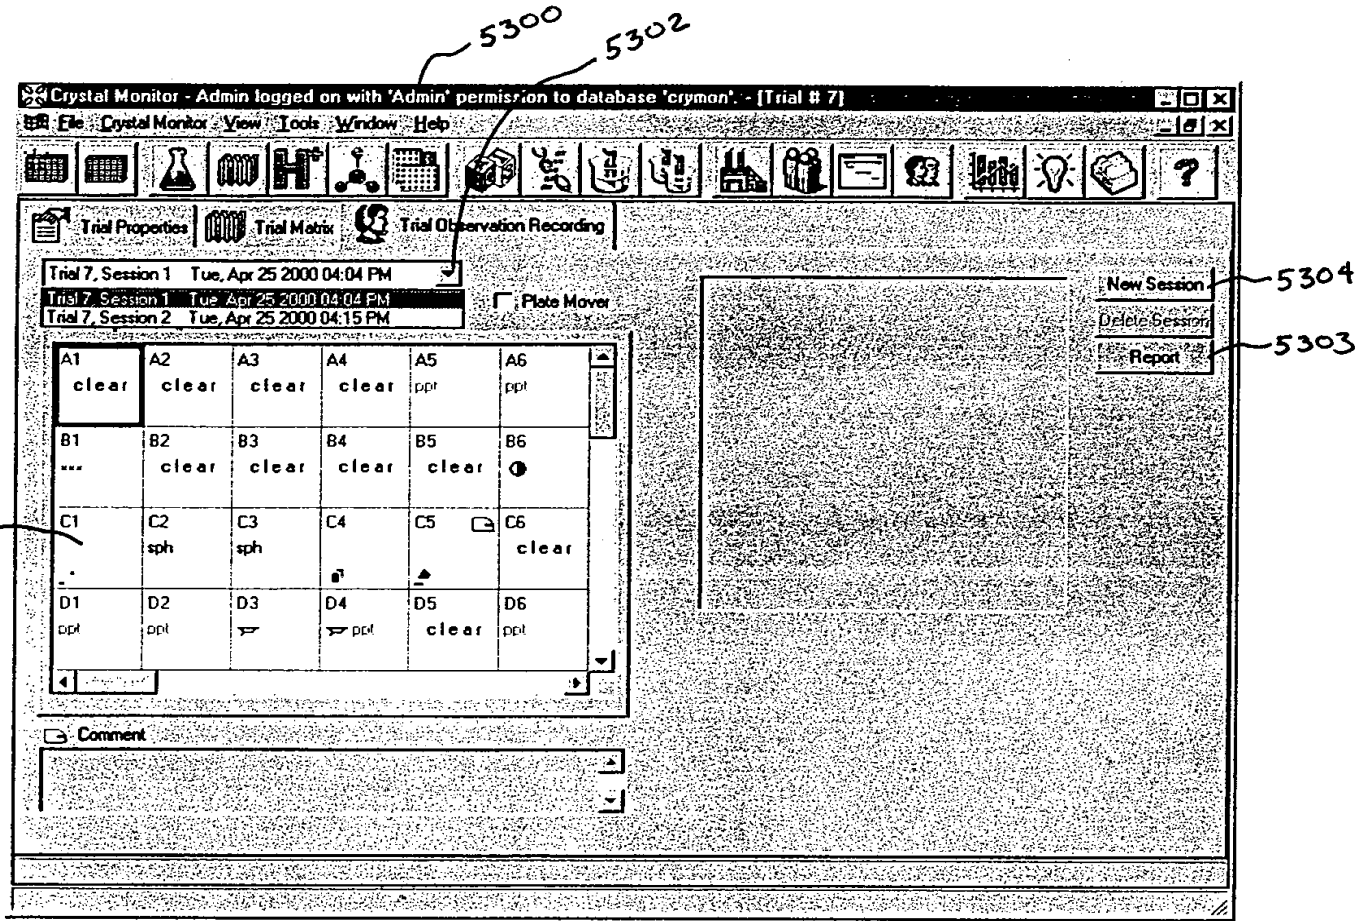 5300
5302
Crystal Monitor - Admin logged on with 'Admin' permission to database 'crymon'. - [Trial # 7]
File Crystal Monitor View Tools Window Help
Trial Properties Trial Matrix Trial Observation Recording
Trial 7, Session 1 Tue, Apr 25 2000 04:04 PM
Trial 7, Session 1 Tue, Apr 25 2000 04:04 PM
Trial 7, Session 2 Tue, Apr 25 2000 04:15 PM
Plate Mover
New Session
5304
Delete Session
Report
5303
A1 A2 A3 A4 A5 A6
clear clear clear clear ppt ppt
B1 B2 B3 B4 B5 B6
clear clear clear clear
C1 C2 C3 C4 C5 C6
sph sph clear
D1 D2 D3 D4 D5 D6
ppt ppt ppt clear ppt
Comment